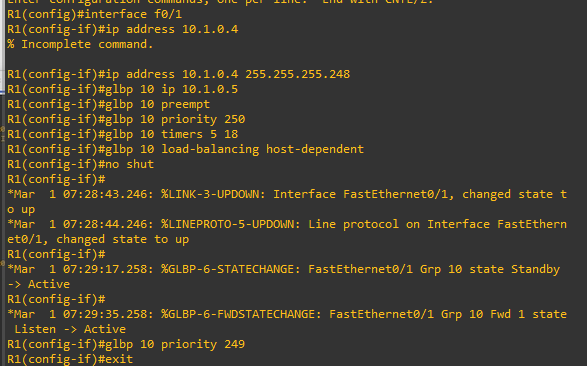 Enter configuration commands, one per line.  End with CNTL/Z.
R1(config)#interface f0/1
R1(config-if)#ip address 10.1.0.4
% Incomplete command.
R1(config-if)#ip address 10.1.0.4 255.255.255.248
R1(config-if)#glbp 10 ip 10.1.0.5
R1(config-if)#glbp 10 preempt
R1(config-if)#glbp 10 priority 250
R1(config-if)#glbp 10 timers 5 18
R1(config-if)#glbp 10 load-balancing host-dependent
R1(config-if)#no shut
R1(config-if)#
*Mar  1 07:28:43.246: %LINK-3-UPDOWN: Interface FastEthernet0/1, changed state t
o up
*Mar  1 07:28:44.246: %LINEPROTO-5-UPDOWN: Line protocol on Interface FastEthern
et0/1, changed state to up
R1(config-if)#
*Mar  1 07:29:17.258: %GLBP-6-STATECHANGE: FastEthernet0/1 Grp 10 state Standby
-> Active
R1(config-if)#
*Mar  1 07:29:35.258: %GLBP-6-FWDSTATECHANGE: FastEthernet0/1 Grp 10 Fwd 1 state
 Listen -> Active
R1(config-if)#glbp 10 priority 249
R1(config-if)#exit